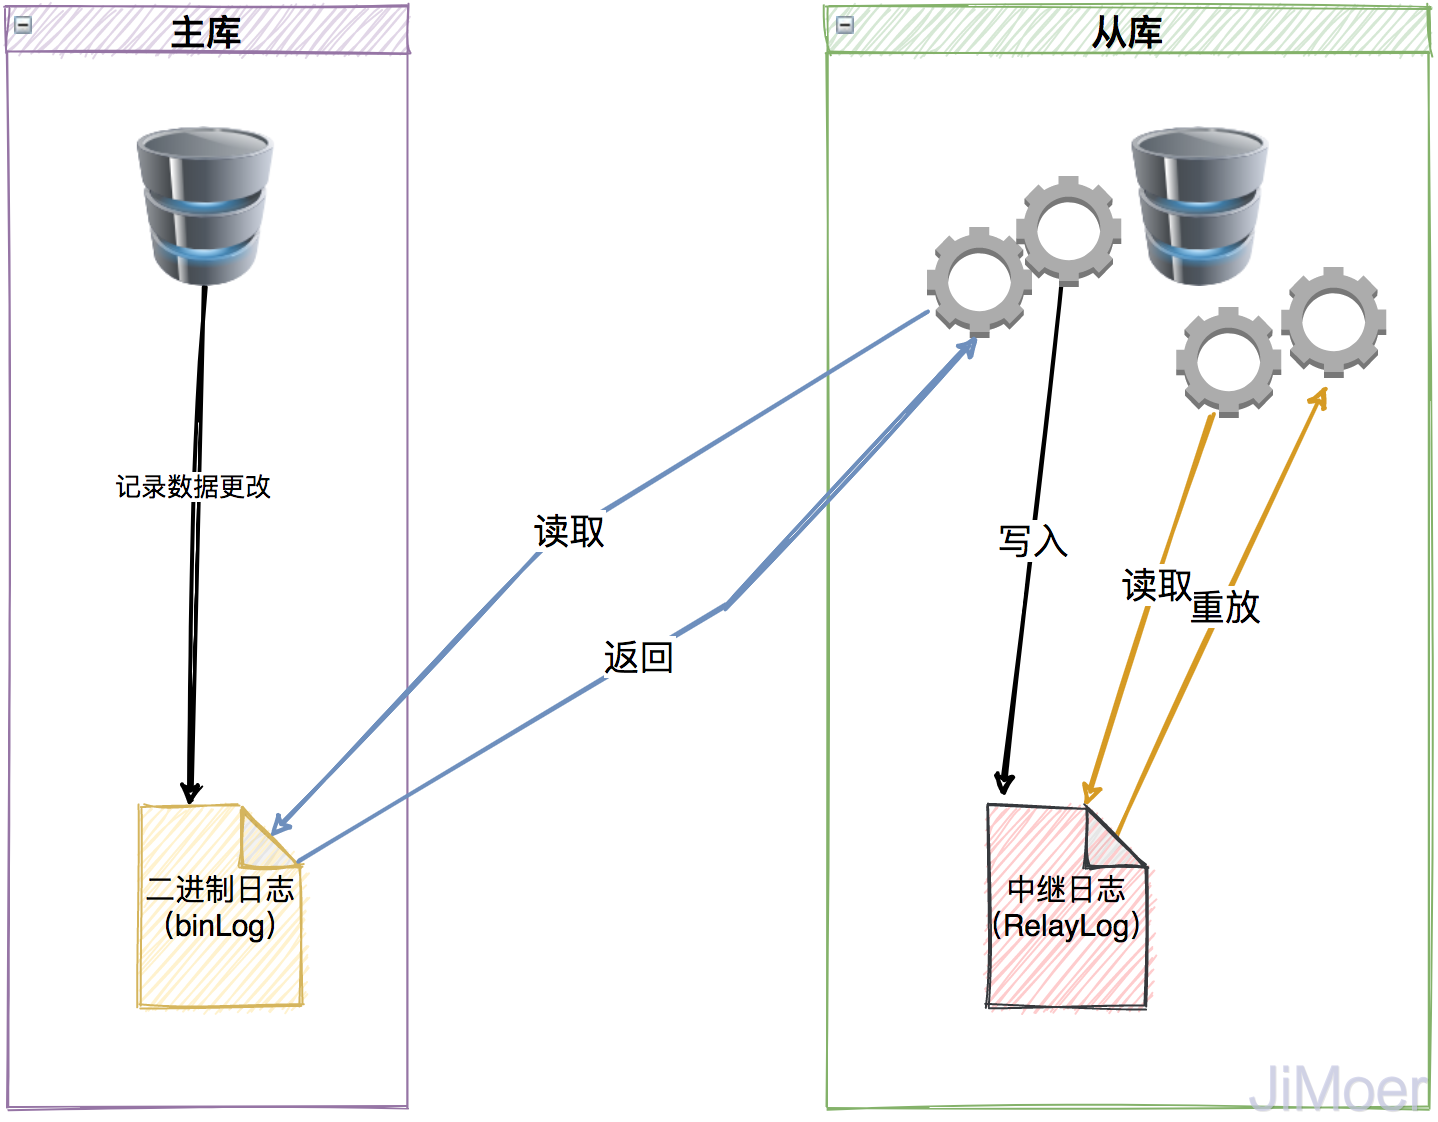 主库
从库
记录数据更改
读取
返回
写入
读取
重放
二进制日志
（binLog）
中继日志
（RelayLog）
JiMoer